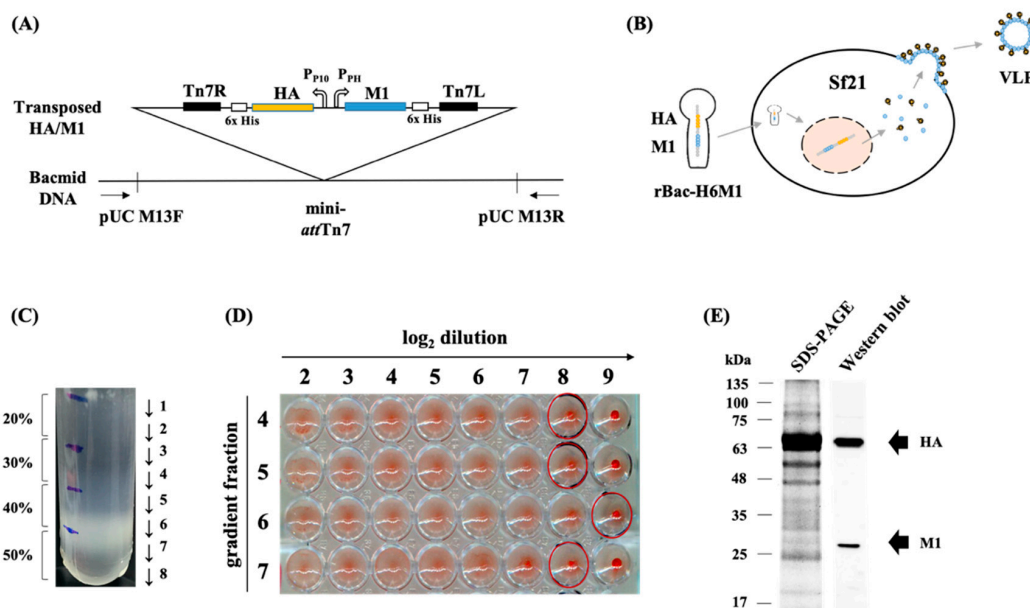 (A)
P_P10 P_PH
Tn7R HA M1 Tn7L
6x His 6x His
Transposed
HA/M1
Bacmid
DNA
pUC M13F
mini-
attTn7
pUC M13R
(B)
Sf21
HA
M1
rBac-H6M1
(C)
20%
30%
40%
50%
1
2
3
4
5
6
7
8
(D)
log₂ dilution
2 3 4 5 6 7 8 9
gradient fraction
4
5
6
7
(E)
SDS-PAGE
Western blot
kDa
135
100
75
63
48
35
25
17
HA
M1